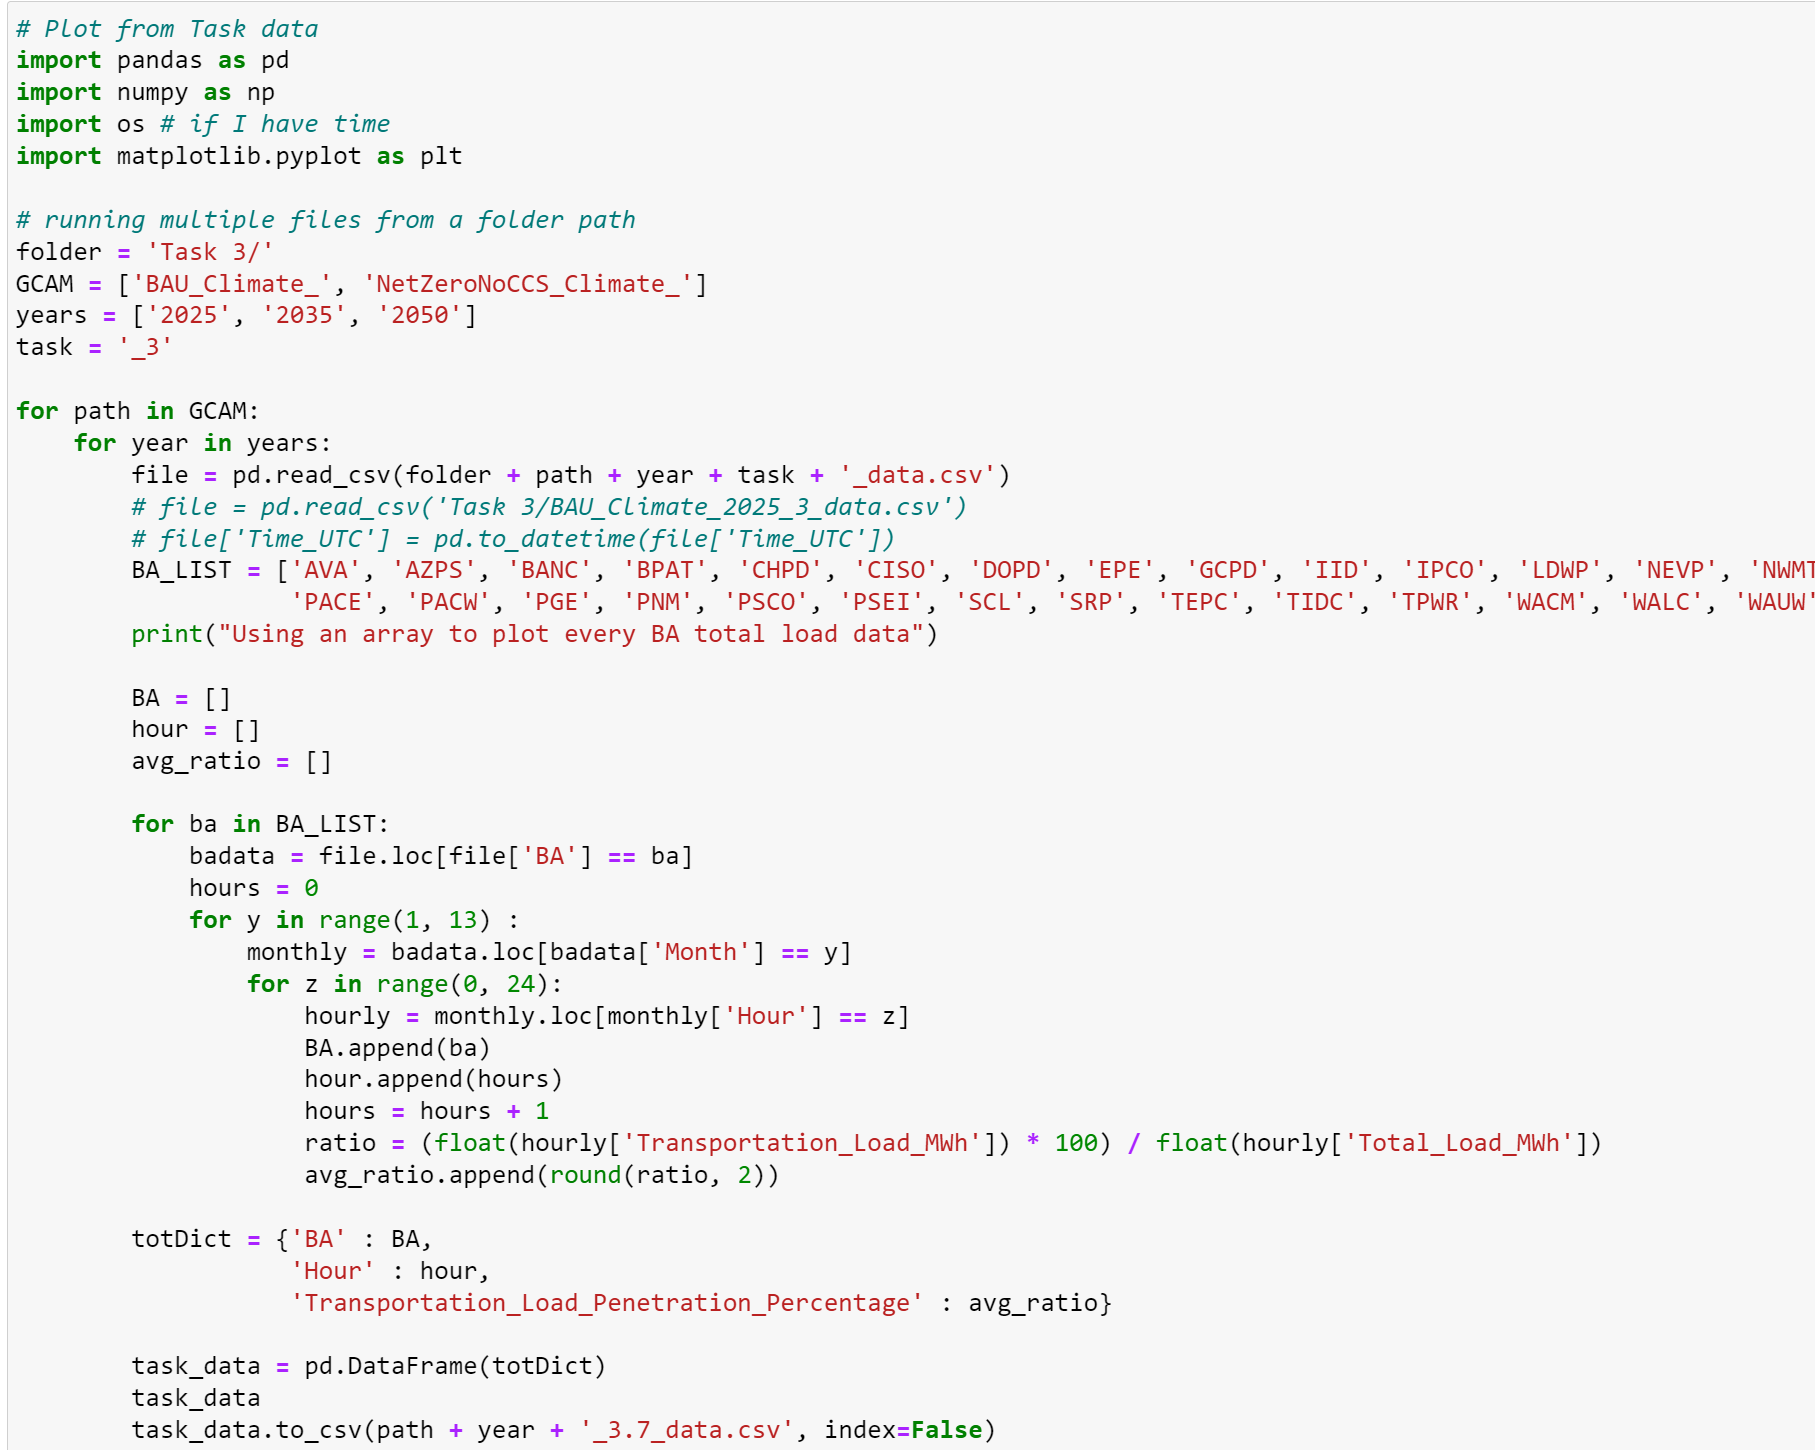 # Plot from Task data
import pandas as pd
import numpy as np
import os # if I have time
import matplotlib.pyplot as plt

# running multiple files from a folder path
folder = 'Task 3/'
GCAM = ['BAU_Climate_', 'NetZeroNoCCS_Climate_']
years = ['2025', '2035', '2050']
task = '_3'

for path in GCAM:
    for year in years:
        file = pd.read_csv(folder + path + year + task + '_data.csv')
        # file = pd.read_csv('Task 3/BAU_Climate_2025_3_data.csv')
        # file['Time_UTC'] = pd.to_datetime(file['Time_UTC'])
        BA_LIST = ['AVA', 'AZPS', 'BANC', 'BPAT', 'CHPD', 'CISO', 'DOPD', 'EPE', 'GCPD', 'IID', 'IPCO', 'LDWP', 'NEVP', 'NWMT
                   'PACE', 'PACW', 'PGE', 'PNM', 'PSCO', 'PSEI', 'SCL', 'SRP', 'TEPC', 'TIDC', 'TPWR', 'WACM', 'WALC', 'WAUW'
        print("Using an array to plot every BA total load data")

        BA = []
        hour = []
        avg_ratio = []

        for ba in BA_LIST:
            badata = file.loc[file['BA'] == ba]
            hours = 0
            for y in range(1, 13) :
                monthly = badata.loc[badata['Month'] == y]
                for z in range(0, 24):
                    hourly = monthly.loc[monthly['Hour'] == z]
                    BA.append(ba)
                    hour.append(hours)
                    hours = hours + 1
                    ratio = (float(hourly['Transportation_Load_MWh']) * 100) / float(hourly['Total_Load_MWh'])
                    avg_ratio.append(round(ratio, 2))

        totDict = {'BA' : BA,
                   'Hour' : hour,
                   'Transportation_Load_Penetration_Percentage' : avg_ratio}

        task_data = pd.DataFrame(totDict)
        task_data
        task_data.to_csv(path + year + '_3.7_data.csv', index=False)